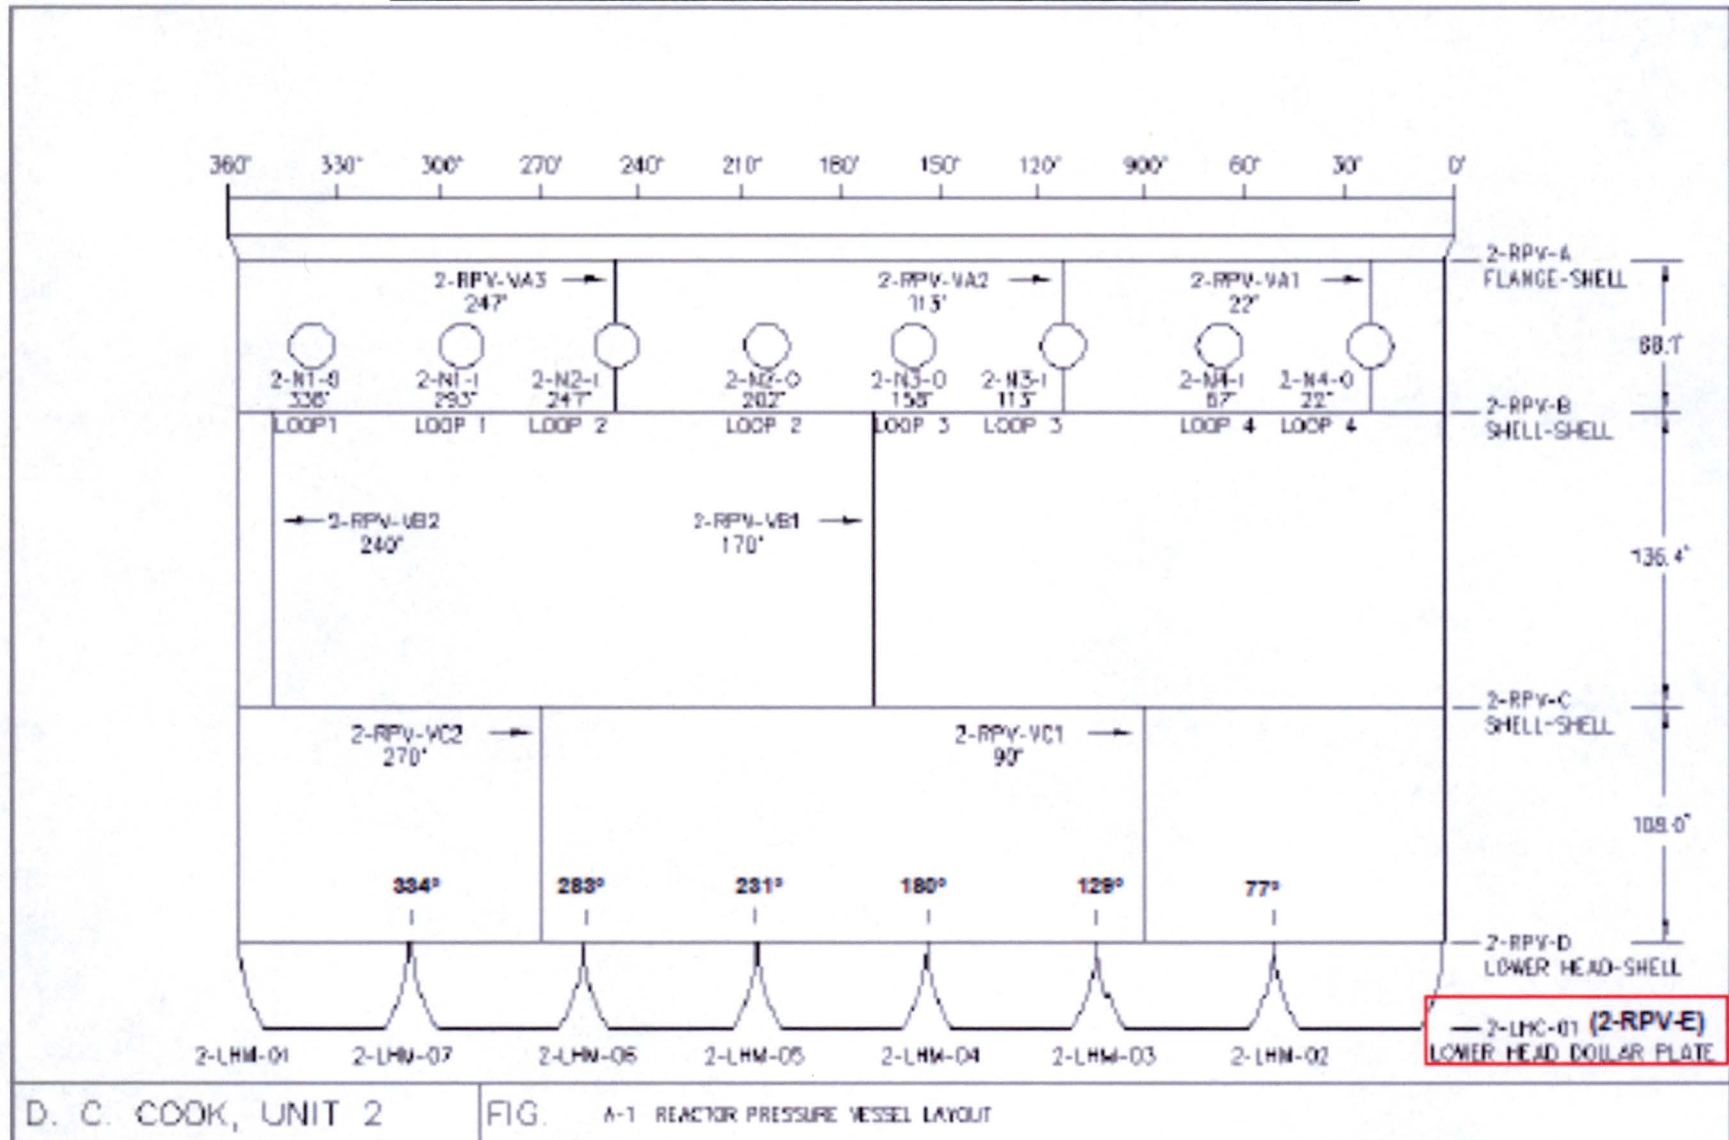 360° 330° 300° 270° 240° 210° 180° 150° 120° 900° 60° 30° 0°
2-RPV-A
FLANGE-SHELL
2-RPV-VA3
247°
2-RPV-VA2
113°
2-RPV-VA1
22°
68.1"
2-N1-0 2-N1-I 2-N2-I 2-N2-O 2-N3-O 2-N3-I 2-N4-I 2-N4-O
338° 293° 247° 202° 158° 113° 67° 22°
LOOP1 LOOP 1 LOOP 2 LOOP 2 LOOP 3 LOOP 3 LOOP 4 LOOP 4
2-RPV-B
SHELL-SHELL
2-RPV-VB2
240°
2-RPV-VB1
170°
136.4"
2-RPV-C
SHELL-SHELL
2-RPV-VC2
270°
2-RPV-VC1
90°
109.0"
334° 283° 231° 180° 129° 77°
2-RPV-D
LOWER HEAD-SHELL
2-LHC-01 (2-RPV-E)
LOWER HEAD DOLLAR PLATE
2-LHM-01 2-LHM-07 2-LHM-06 2-LHM-05 2-LHM-04 2-LHM-03 2-LHM-02
D. C. COOK, UNIT 2
FIG. A-1 REACTOR PRESSURE VESSEL LAYOUT